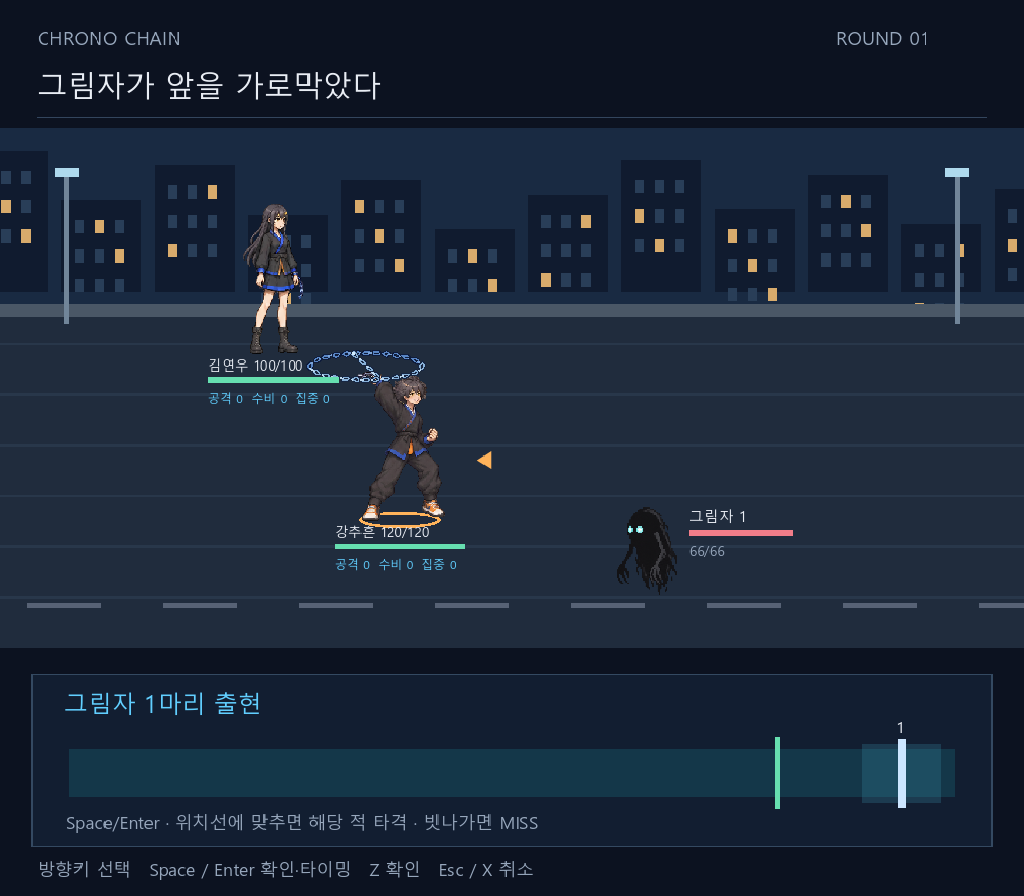 CHRONO CHAIN
ROUND 01
그림자가 앞을 가로막았다
김연우 100/100
공격 0 수비 0 집중 0
강추흔 120/120
공격 0 수비 0 집중 0
그림자 1
66/66
그림자 1마리 출현
1
Space/Enter · 위치선에 맞추면 해당 적 타격 · 빗나가면 MISS
방향키 선택 Space / Enter 확인·타이밍 Z 확인 Esc / X 취소